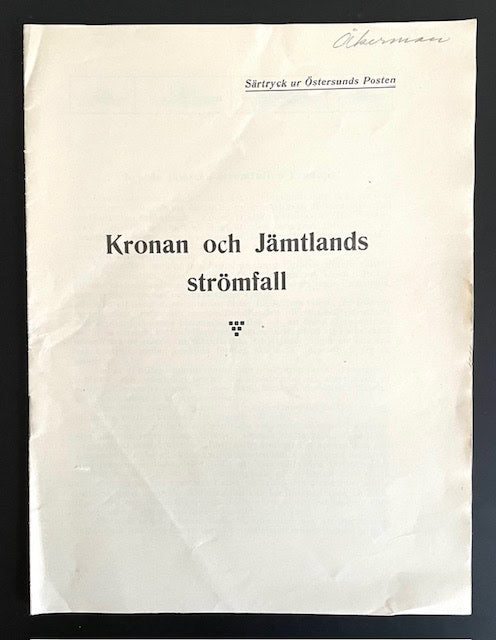 Åkerman
Särtryck ur Östersunds Posten
Kronan och Jämtlands
strömfall